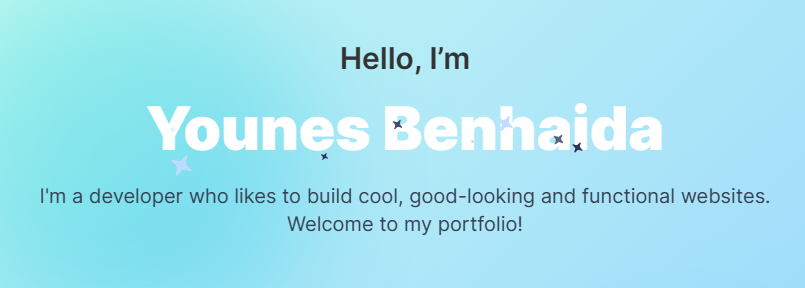 Hello, I’m
Younes Benhaida
I'm a developer who likes to build cool, good-looking and functional websites.
Welcome to my portfolio!